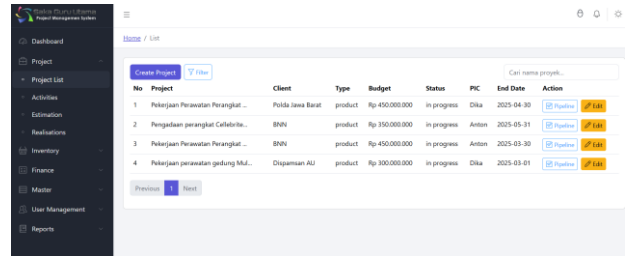 Saka Guru Utama
Project Management System
Dashboard
Project
Project List
Activities
Estimation
Realisations
Inventory
Finance
Master
User Management
Reports
Home / List
Create Project Filter Cari nama proyek...
No Project Client Type Budget Status PIC End Date Action
1 Pekerjaan Perawatan Perangkat ... Polda Jawa Barat product Rp 450.000.000 in progress Dika 2025-04-30 Pipeline Edit
2 Pengadaan perangkat Cellebrite... BNN product Rp 350.000.000 in progress Anton 2025-05-31 Pipeline Edit
3 Pekerjaan Perawatan Perangkat ... BNN product Rp 450.000.000 in progress Anton 2025-03-30 Pipeline Edit
4 Pekerjaan perawatan gedung Mul... Dispamsan AU product Rp 300.000.000 in progress Dika 2025-03-01 Pipeline Edit
Previous 1 Next